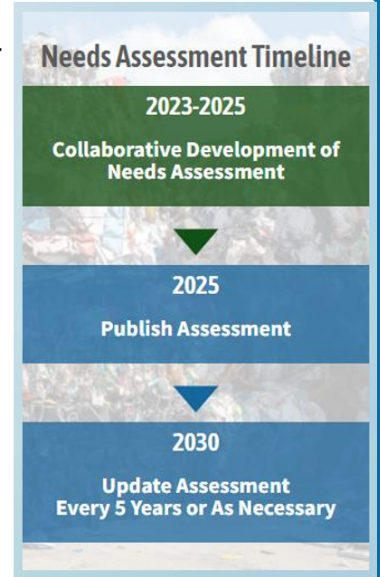 Needs Assessment Timeline
2023-2025
Collaborative Development of
Needs Assessment
2025
Publish Assessment
2030
Update Assessment
Every 5 Years or As Necessary